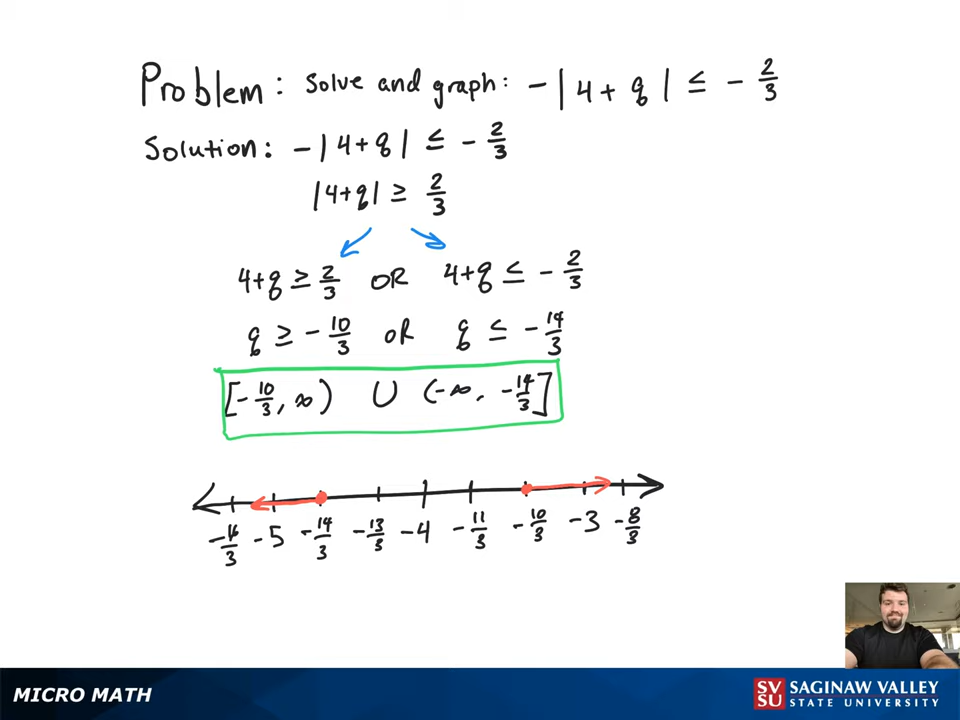 Problem: Solve and graph: -|4+q| ≤ -2/3
Solution: -|4+q| ≤ -2/3
|4+q| ≥ 2/3
4+q ≥ 2/3 OR 4+q ≤ -2/3
q ≥ -10/3 OR q ≤ -14/3
[-10/3, ∞) ∪ (-∞, -14/3]
-16/3 -5 -14/3 -13/3 -4 -11/3 -10/3 -3 -8/3
MICRO MATH
SV SU SAGINAW VALLEY
STATE UNIVERSITY